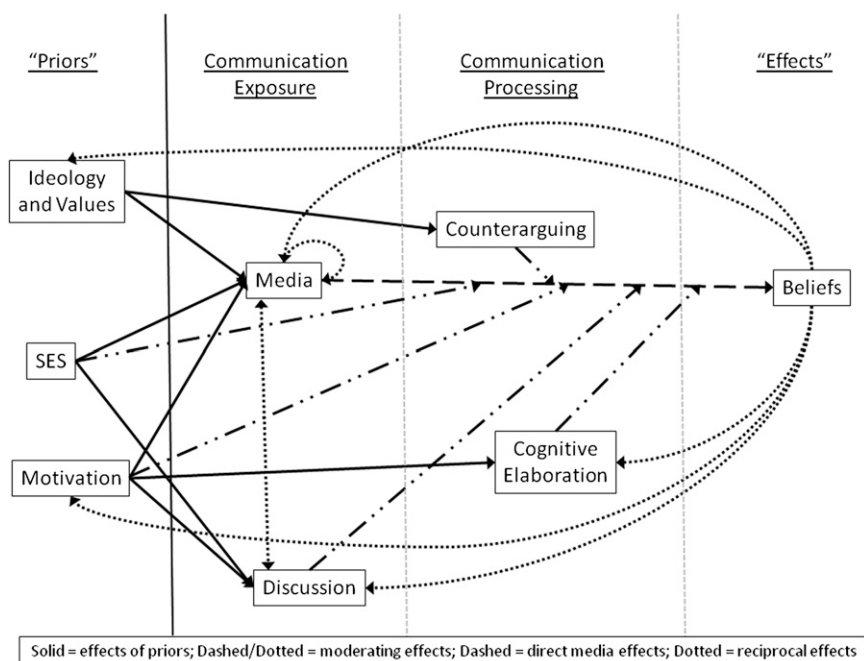 “Priors”
Communication
Exposure
Communication
Processing
“Effects”
Ideology
and Values
Counterarguing
Media
Beliefs
SES
Motivation
Cognitive
Elaboration
Discussion
Solid = effects of priors; Dashed/Dotted = moderating effects; Dashed = direct media effects; Dotted = reciprocal effects